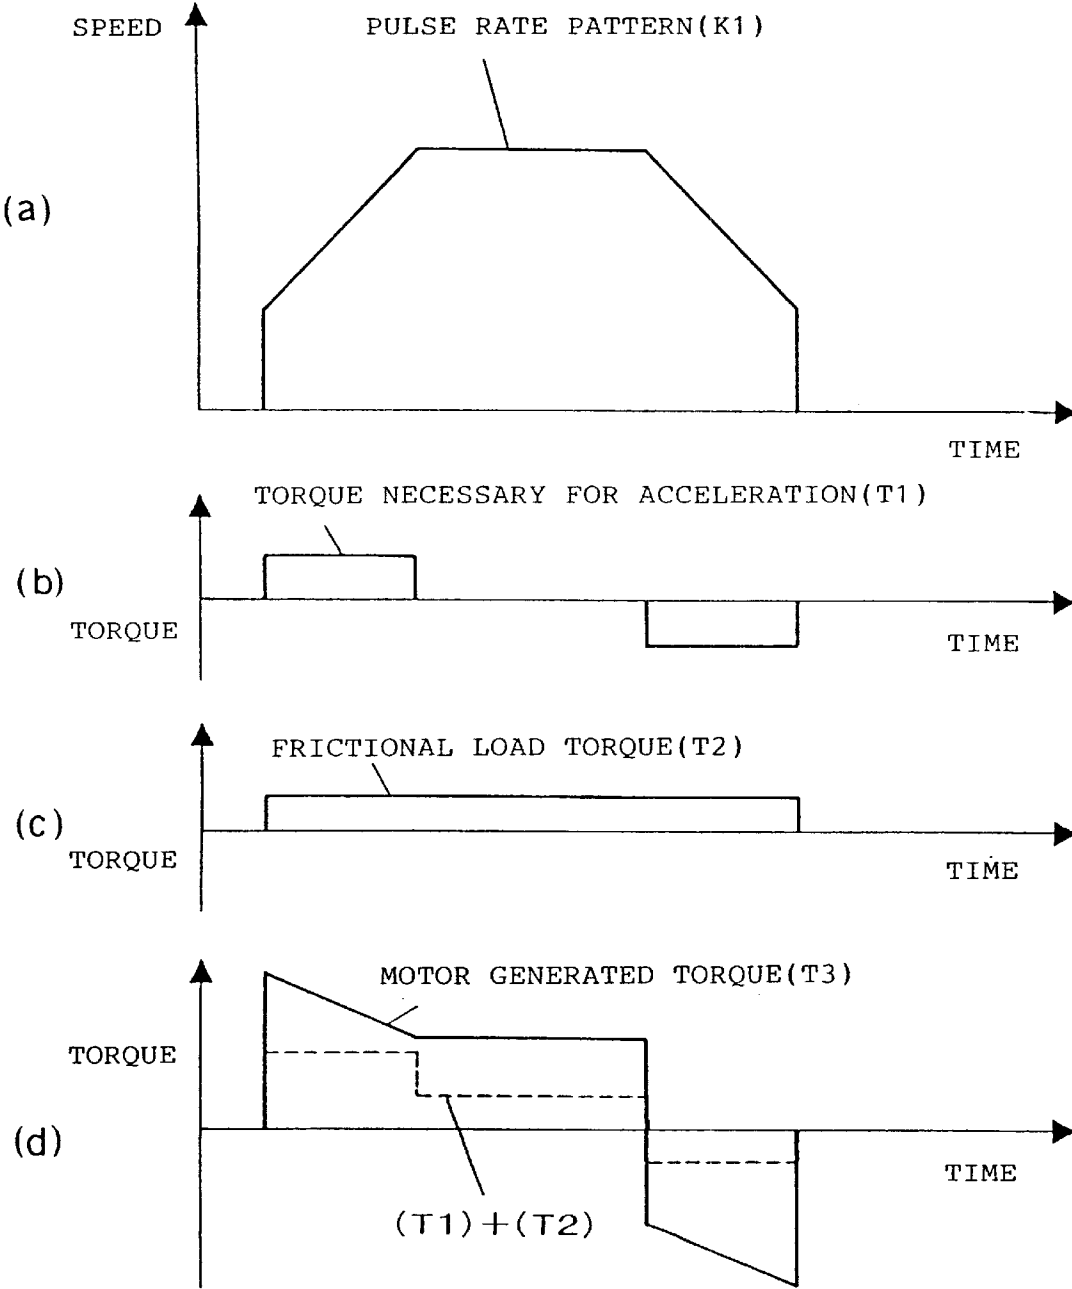 SPEED
PULSE RATE PATTERN(K1)
(a)
TIME
TORQUE NECESSARY FOR ACCELERATION(T1)
(b)
TORQUE
TIME
FRICTIONAL LOAD TORQUE(T2)
(c)
TORQUE
TIME
MOTOR GENERATED TORQUE(T3)
TORQUE
(d)
TIME
(T1)+(T2)